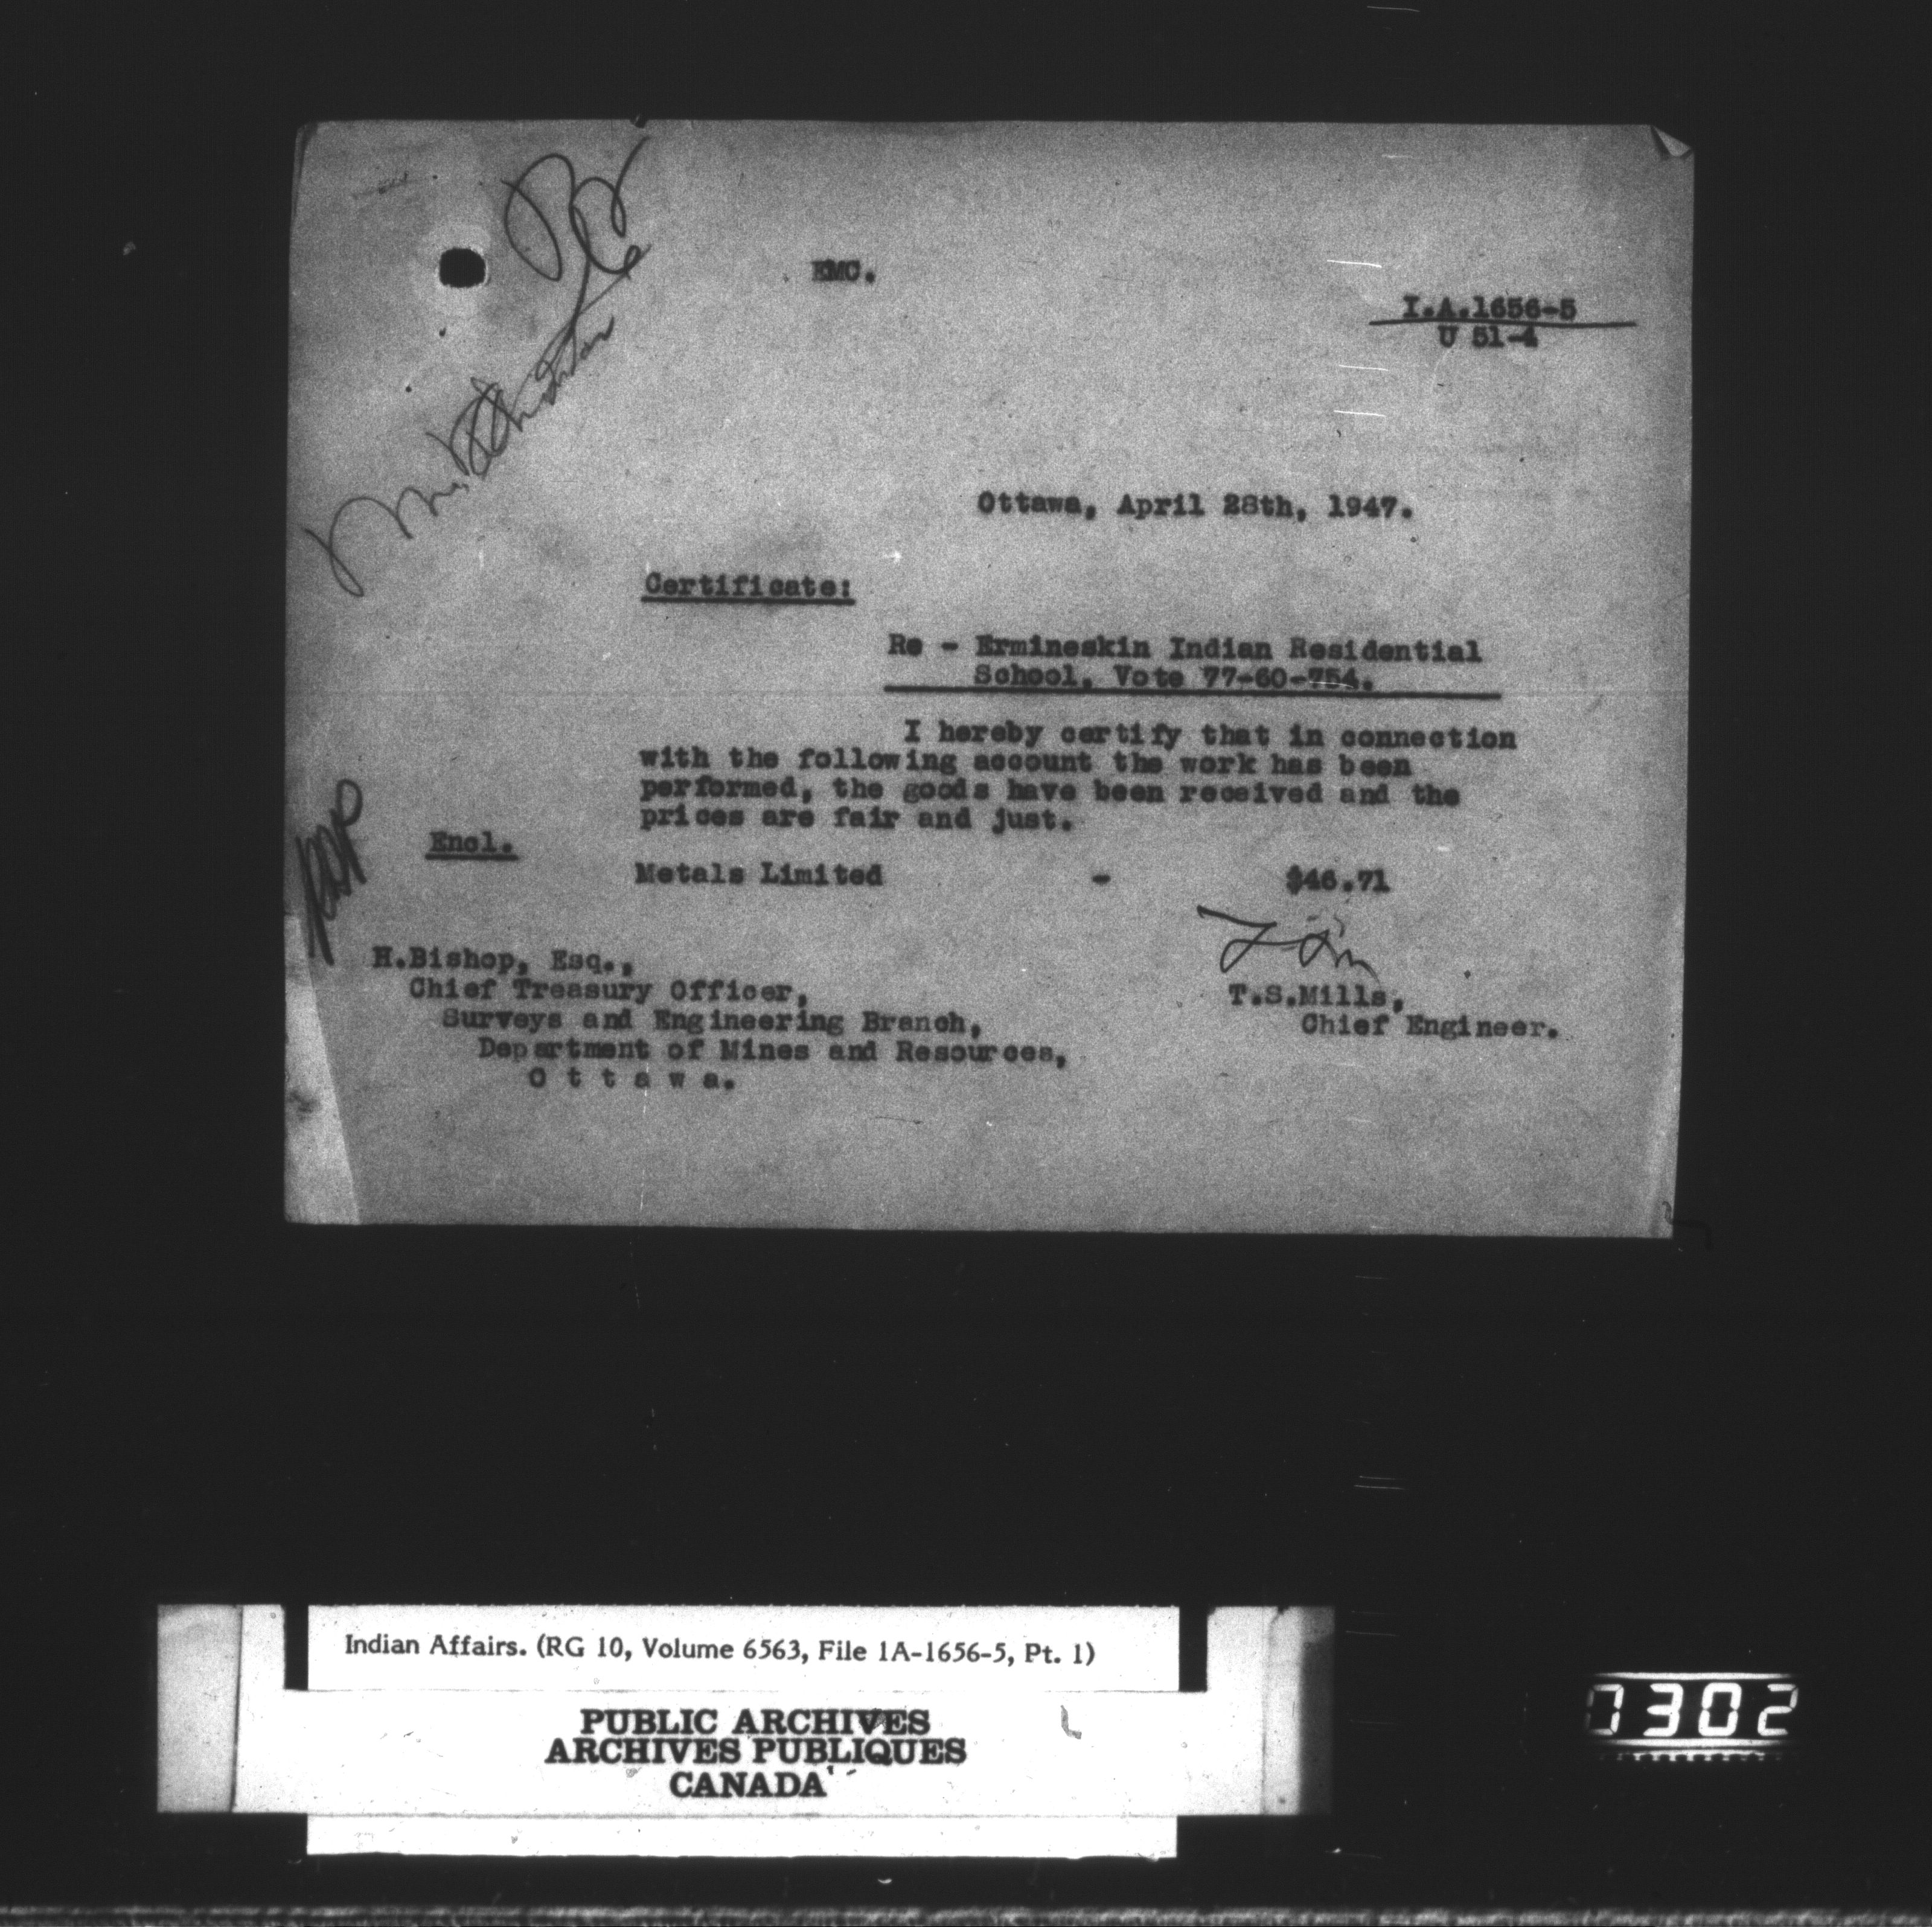 EMC.
I.A.1656-5
U 51-4
Ottawa, April 28th, 1947.
Certificate:
Re - Ermineskin Indian Residential
School, Vote 77-60-754.
I hereby certify that in connection
with the following account the work has been
performed, the goods have been received and the
prices are fair and just.
Encl.
Metals Limited - $46.71
H.Bishop, Esq.,
Chief Treasury Officer,
Surveys and Engineering Branch,
Department of Mines and Resources,
O t t a w a.
T.S.Mills,
Chief Engineer.
Indian Affairs. (RG 10, Volume 6563, File 1A-1656-5, Pt. 1)
PUBLIC ARCHIVES
ARCHIVES PUBLIQUES
CANADA
7302